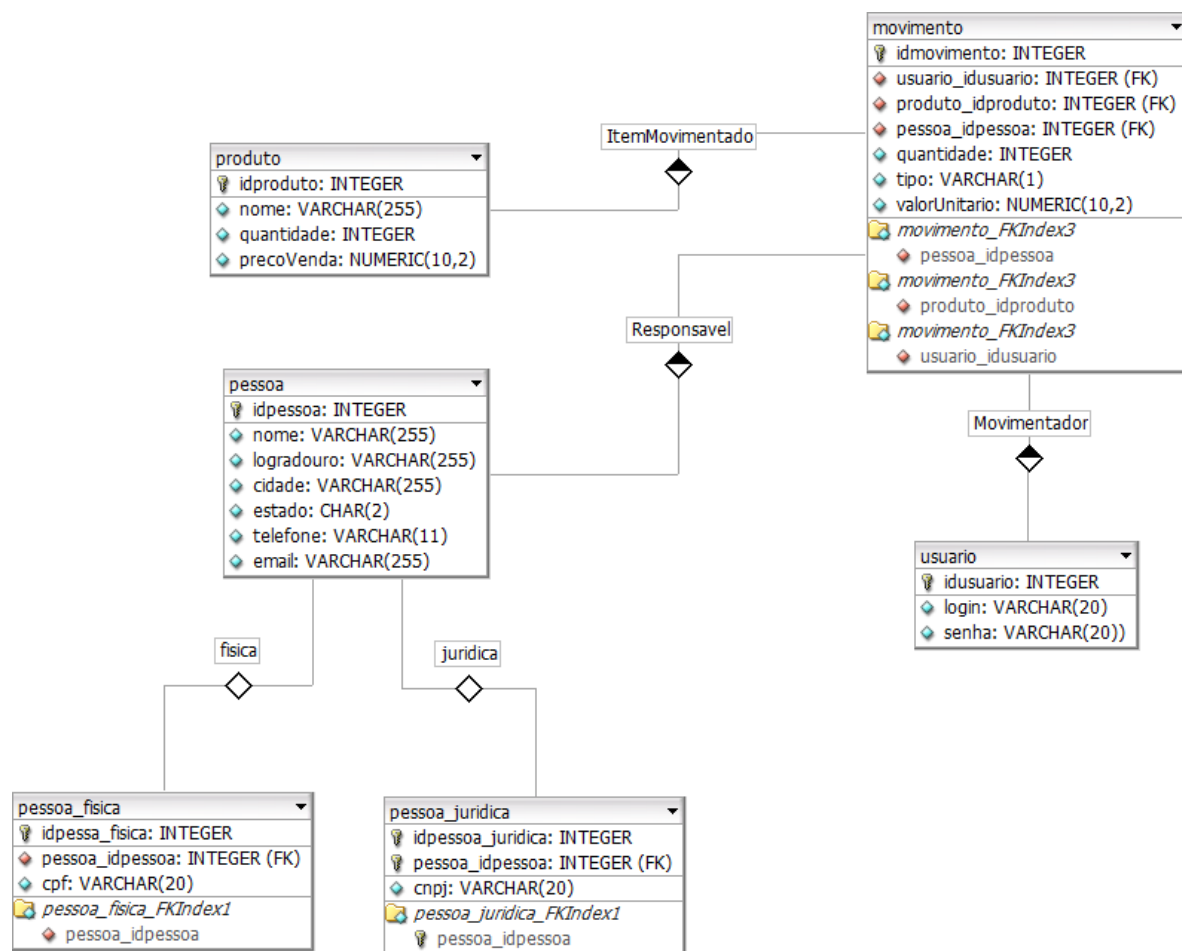 movimento
idmovimento: INTEGER
usuario_idusuario: INTEGER (FK)
produto_idproduto: INTEGER (FK)
pessoa_idpessoa: INTEGER (FK)
quantidade: INTEGER
tipo: VARCHAR(1)
valorUnitario: NUMERIC(10,2)
movimento_FKIndex3
pessoa_idpessoa
movimento_FKIndex3
produto_idproduto
movimento_FKIndex3
usuario_idusuario
ItemMovimentado
produto
idproduto: INTEGER
nome: VARCHAR(255)
quantidade: INTEGER
precoVenda: NUMERIC(10,2)
Responsavel
pessoa
idpessoa: INTEGER
nome: VARCHAR(255)
logradouro: VARCHAR(255)
cidade: VARCHAR(255)
estado: CHAR(2)
telefone: VARCHAR(11)
email: VARCHAR(255)
Movimentador
usuario
idusuario: INTEGER
login: VARCHAR(20)
senha: VARCHAR(20))
fisica
juridica
pessoa_fisica
idpessa_fisica: INTEGER
pessoa_idpessoa: INTEGER (FK)
cpf: VARCHAR(20)
pessoa_fisica_FKIndex1
pessoa_idpessoa
pessoa_juridica
idpessoa_juridica: INTEGER
pessoa_idpessoa: INTEGER (FK)
cnpj: VARCHAR(20)
pessoa_juridica_FKIndex1
pessoa_idpessoa